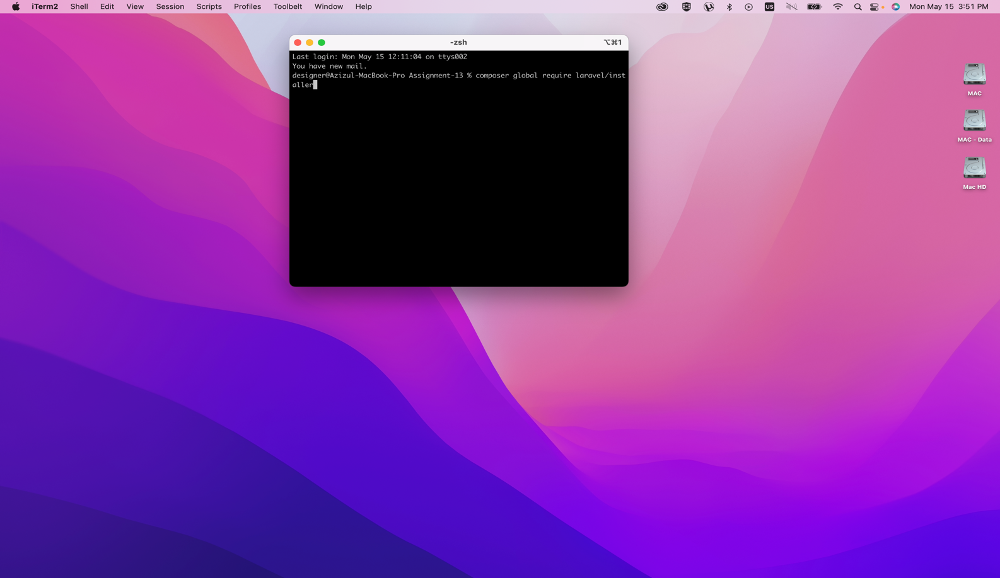 iTerm2 Shell Edit View Session Scripts Profiles Toolbelt Window Help US Mon May 15 3:51 PM
-zsh ⌥⌘1
Last login: Mon May 15 12:11:04 on ttys002
You have new mail.
designer@Azizul-MacBook-Pro Assignment-13 % composer global require laravel/inst
aller
MAC
MAC - Data
Mac HD